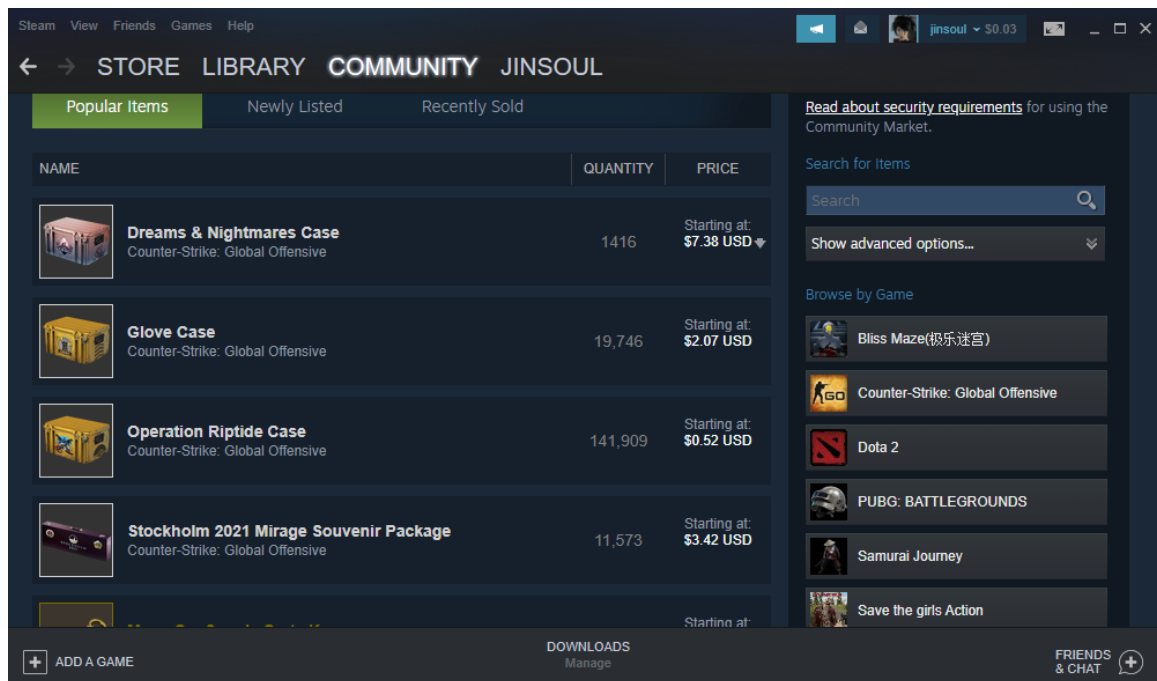 Steam View Friends Games Help
jinsoul $0.03
STORE LIBRARY COMMUNITY JINSOUL
Popular Items Newly Listed Recently Sold
NAME QUANTITY PRICE
Dreams & Nightmares Case
Counter-Strike: Global Offensive
1416
Starting at:
$7.38 USD
Glove Case
Counter-Strike: Global Offensive
19,746
Starting at:
$2.07 USD
Operation Riptide Case
Counter-Strike: Global Offensive
141,909
Starting at:
$0.52 USD
Stockholm 2021 Mirage Souvenir Package
Counter-Strike: Global Offensive
11,573
Starting at:
$3.42 USD
Starting at:
Read about security requirements for using the
Community Market.
Search for Items
Search
Show advanced options...
Browse by Game
Bliss Maze(极乐迷宫)
GO
Counter-Strike: Global Offensive
Dota 2
PUBG: BATTLEGROUNDS
Samurai Journey
Save the girls Action
ADD A GAME
DOWNLOADS
Manage
FRIENDS
& CHAT